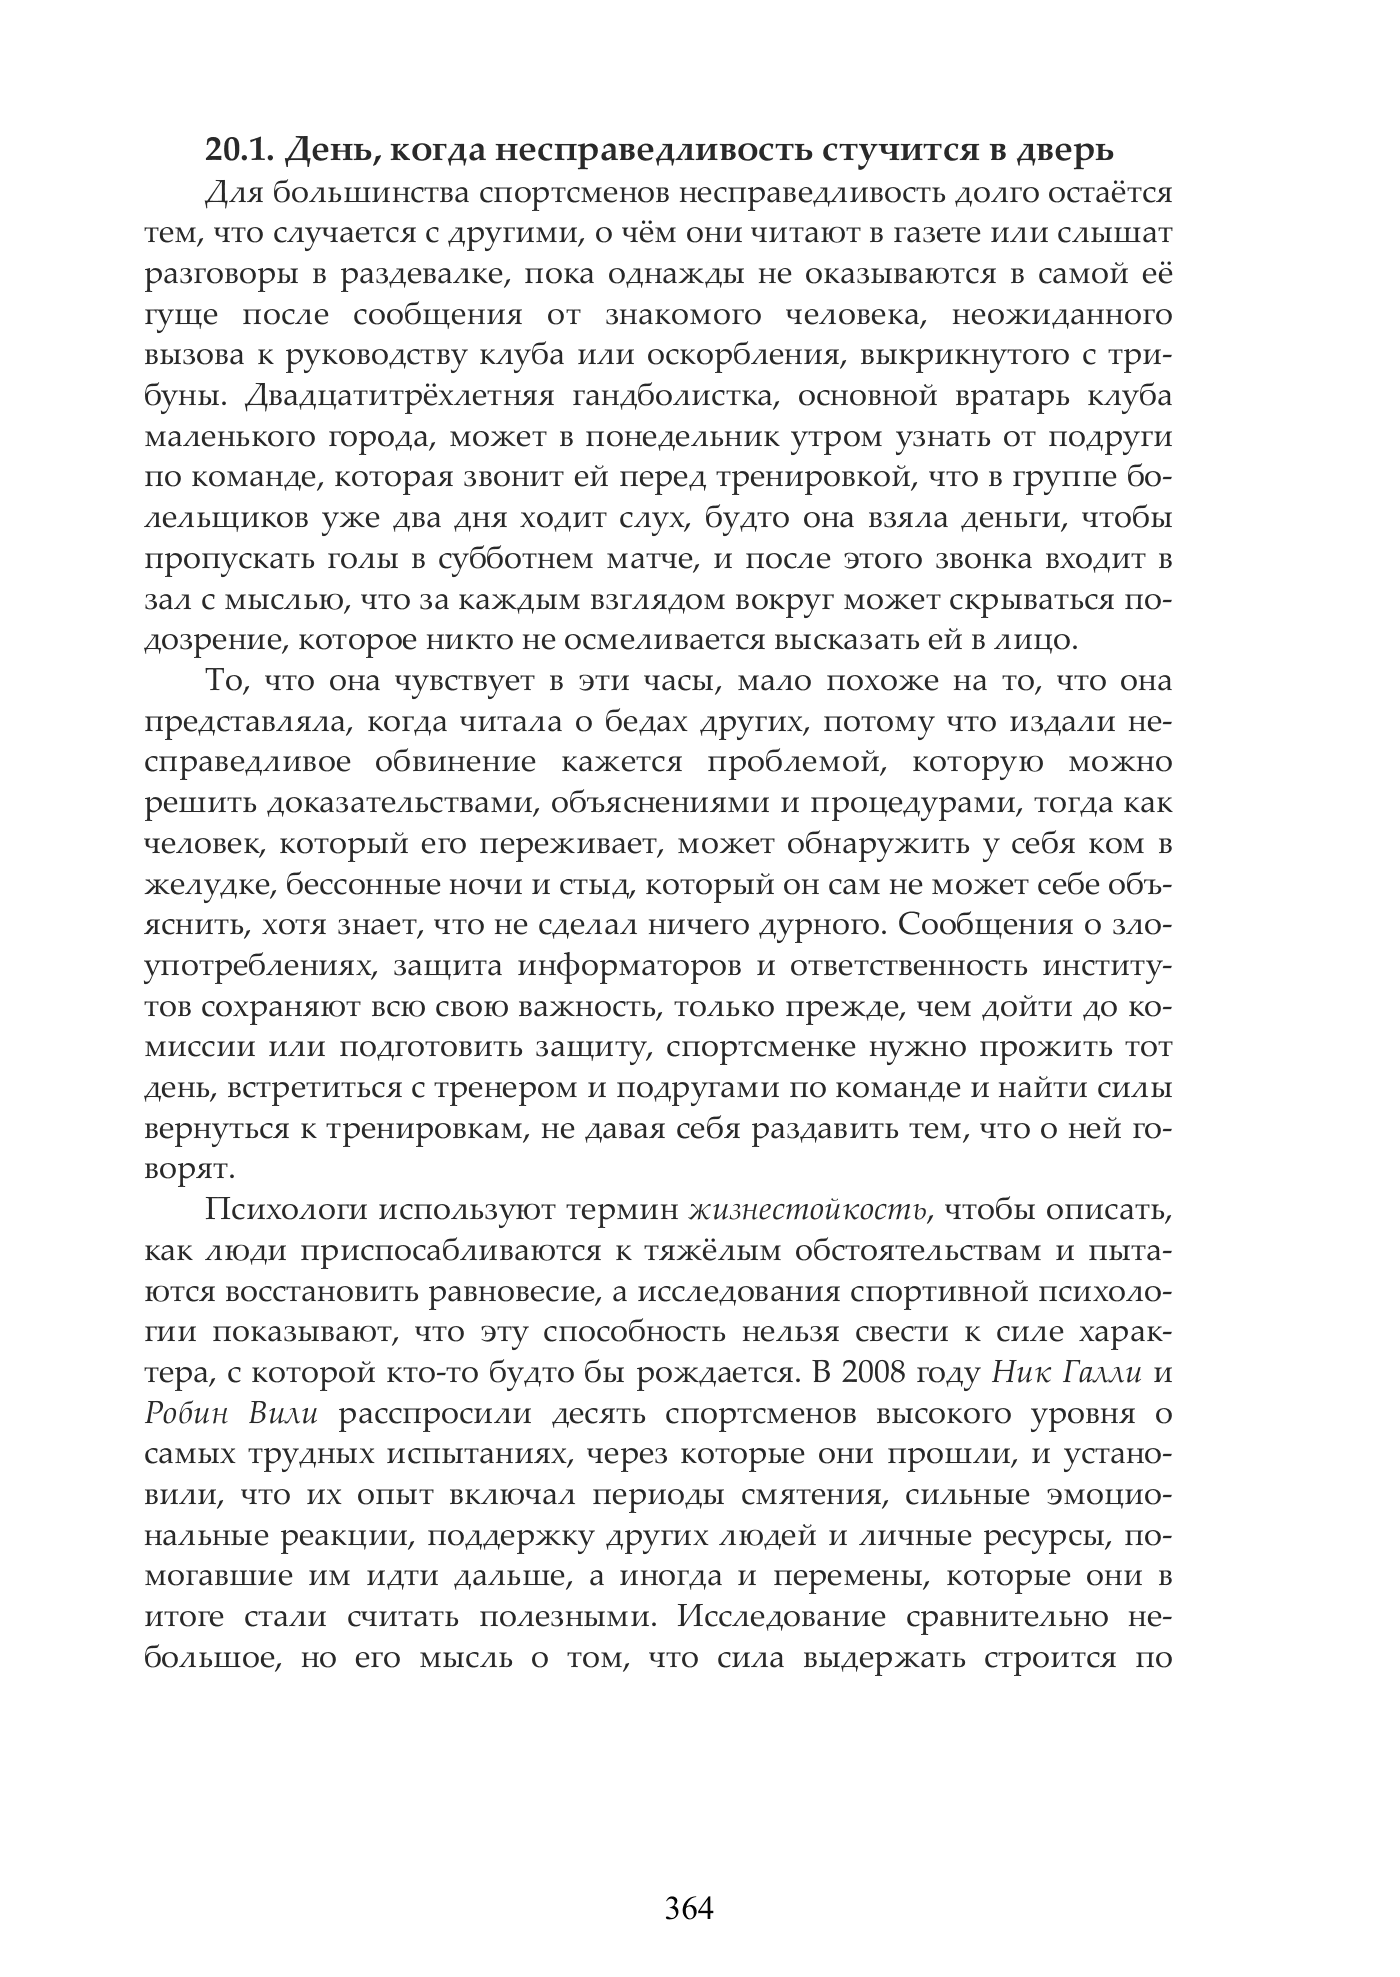 20.1. День, когда несправедливость стучится в дверь
Для большинства спортсменов несправедливость долго остаётся
тем, что случается с другими, о чём они читают в газете или слышат
разговоры в раздевалке, пока однажды не оказываются в самой её
гуще после сообщения от знакомого человека, неожиданного
вызова к руководству клуба или оскорбления, выкрикнутого с три-
буны. Двадцатитрёхлетняя гандболистка, основной вратарь клуба
маленького города, может в понедельник утром узнать от подруги
по команде, которая звонит ей перед тренировкой, что в группе бо-
лельщиков уже два дня ходит слух, будто она взяла деньги, чтобы
пропускать голы в субботнем матче, и после этого звонка входит в
зал с мыслью, что за каждым взглядом вокруг может скрываться по-
дозрение, которое никто не осмеливается высказать ей в лицо.
То, что она чувствует в эти часы, мало похоже на то, что она
представляла, когда читала о бедах других, потому что издали не-
справедливое обвинение кажется проблемой, которую можно
решить доказательствами, объяснениями и процедурами, тогда как
человек, который его переживает, может обнаружить у себя ком в
желудке, бессонные ночи и стыд, который он сам не может себе объ-
яснить, хотя знает, что не сделал ничего дурного. Сообщения о зло-
употреблениях, защита информаторов и ответственность институ-
тов сохраняют всю свою важность, только прежде, чем дойти до ко-
миссии или подготовить защиту, спортсменке нужно прожить тот
день, встретиться с тренером и подругами по команде и найти силы
вернуться к тренировкам, не давая себя раздавить тем, что о ней го-
ворят.
Психологи используют термин жизнестойкость, чтобы описать,
как люди приспосабливаются к тяжёлым обстоятельствам и пыта-
ются восстановить равновесие, а исследования спортивной психоло-
гии показывают, что эту способность нельзя свести к силе харак-
тера, с которой кто-то будто бы рождается. В 2008 году Ник Галли и
Робин Вили расспросили десять спортсменов высокого уровня о
самых трудных испытаниях, через которые они прошли, и устано-
вили, что их опыт включал периоды смятения, сильные эмоцио-
нальные реакции, поддержку других людей и личные ресурсы, по-
могавшие им идти дальше, а иногда и перемены, которые они в
итоге стали считать полезными. Исследование сравнительно не-
большое, но его мысль о том, что сила выдержать строится по
364